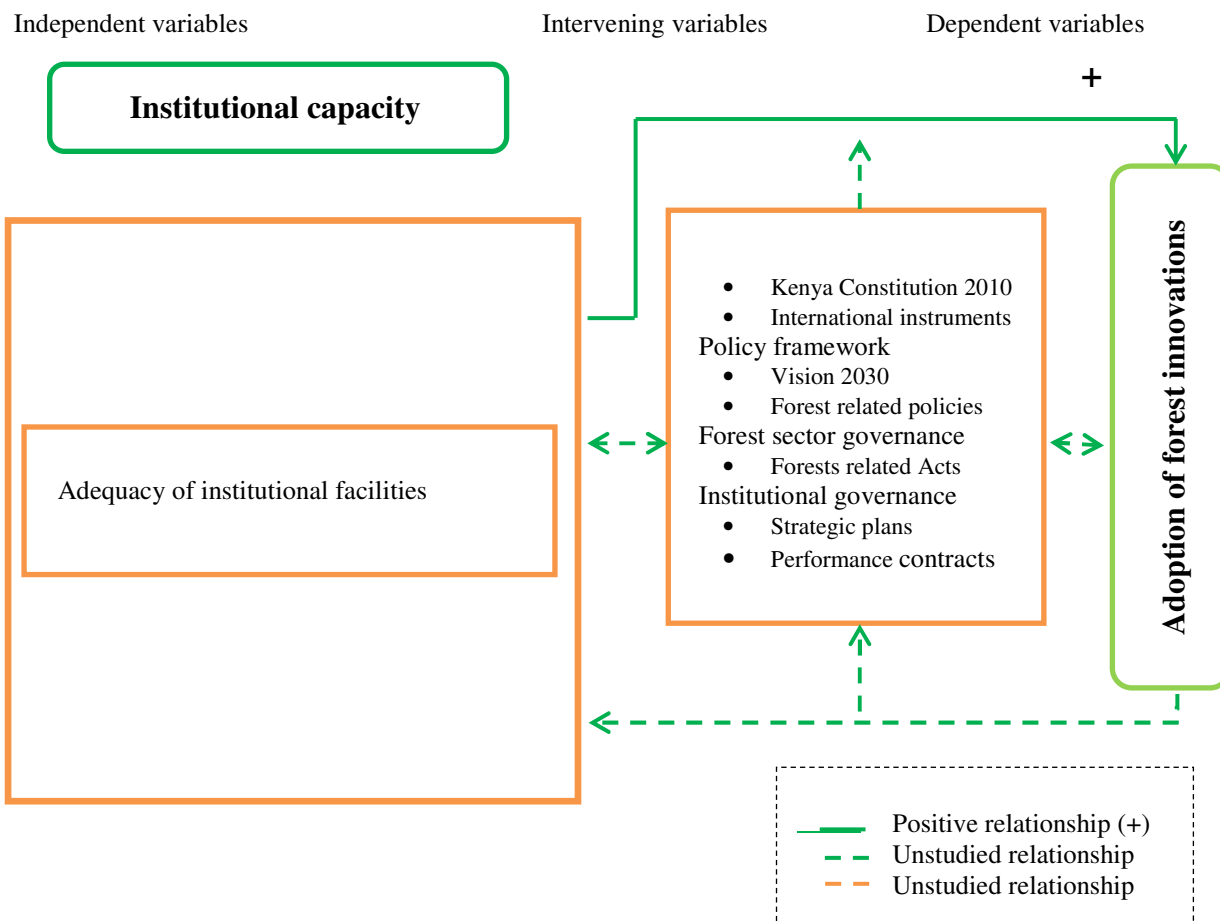 Independent variables
Intervening variables
Dependent variables
+
Institutional capacity
Adequacy of institutional facilities
• Kenya Constitution 2010
• International instruments
Policy framework
• Vision 2030
• Forest related policies
Forest sector governance
• Forests related Acts
Institutional governance
• Strategic plans
• Performance contracts
Adoption of forest innovations
Positive relationship (+)
Unstudied relationship
Unstudied relationship